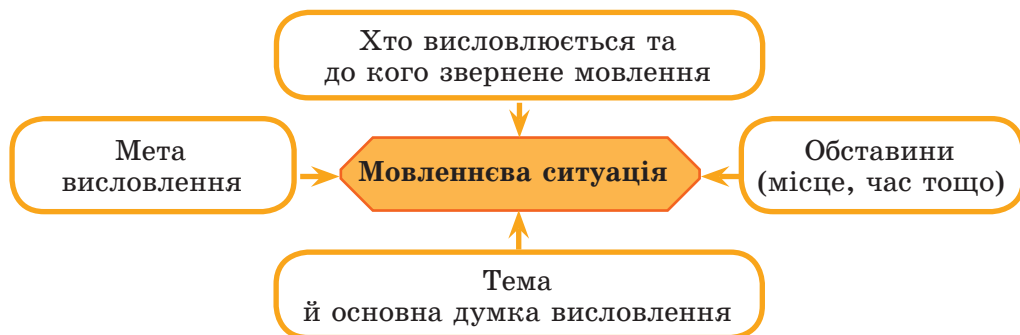 Хто висловлюється та
до кого звернене мовлення
Мета
висловлення
Мовленнєва ситуація
Обставини
(місце, час тощо)
Тема
й основна думка висловлення